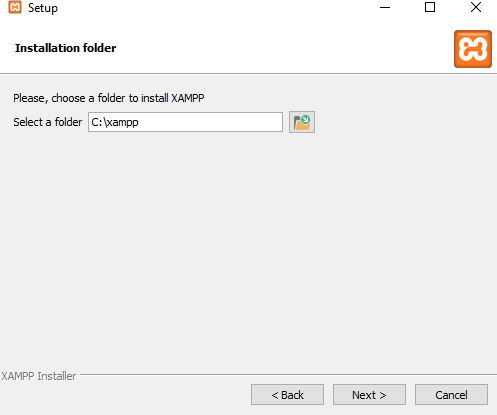 Setup
Installation folder
Please, choose a folder to install XAMPP
Select a folder C:\xampp
XAMPP Installer
< Back Next > Cancel